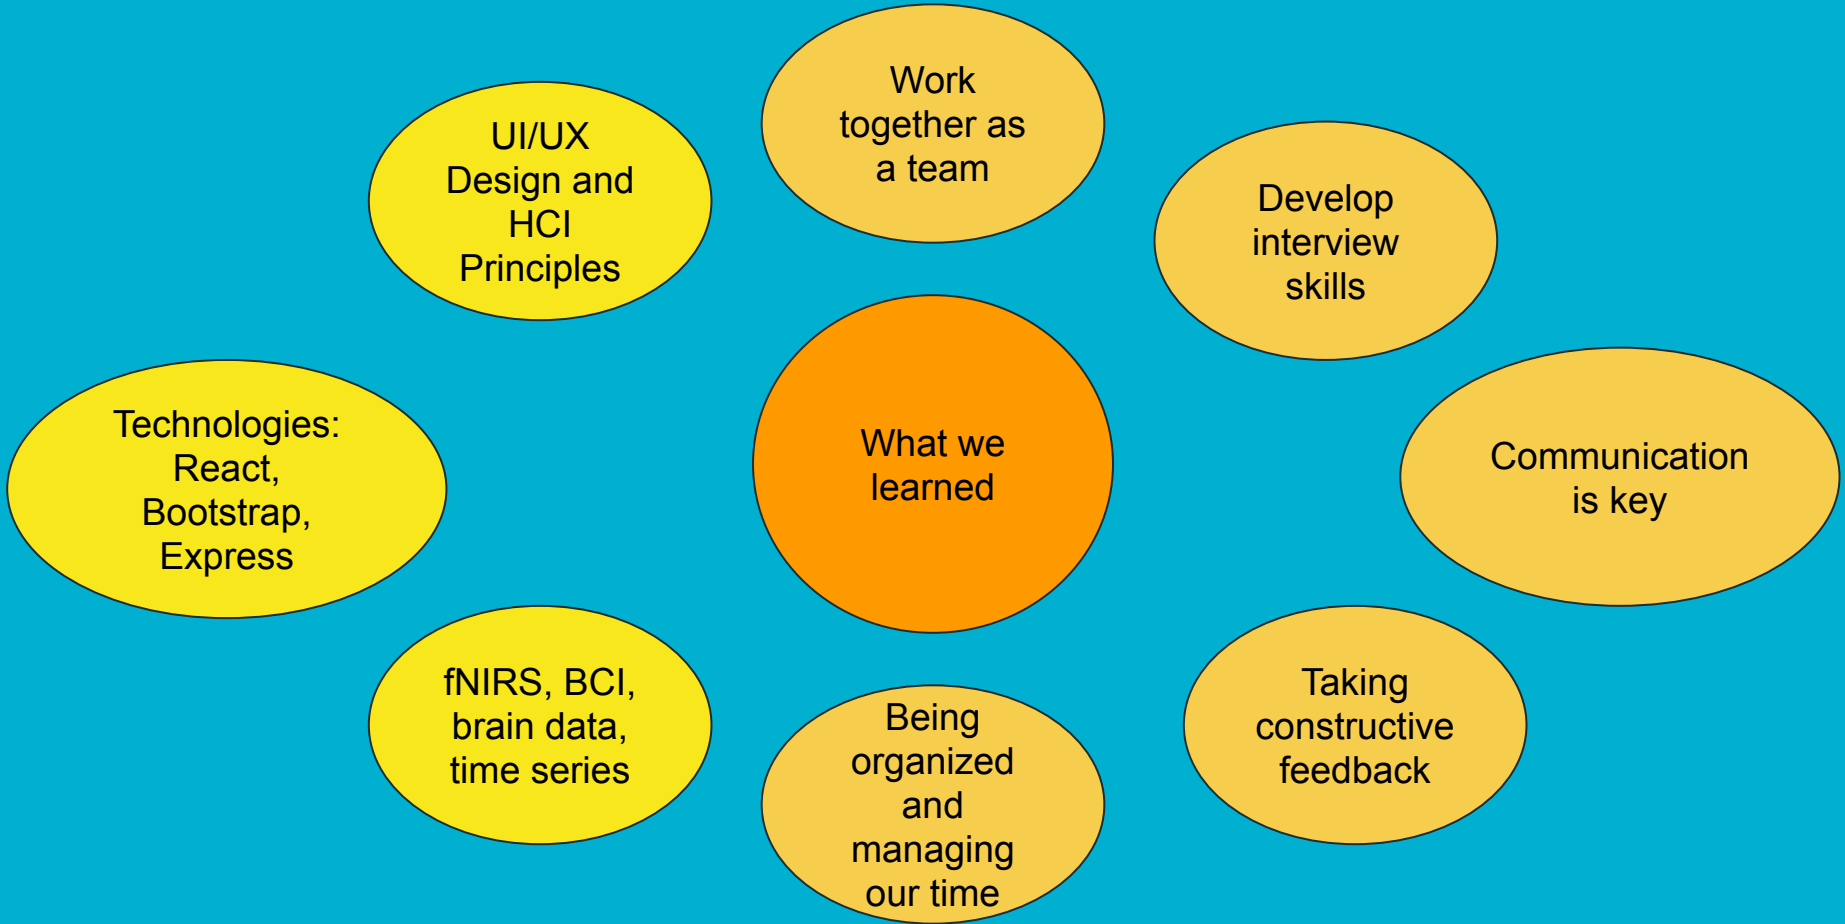 Work
together as
a team
UI/UX
Design and
HCI
Principles
Develop
interview
skills
Technologies:
React,
Bootstrap,
Express
What we
learned
Communication
is key
fNIRS, BCI,
brain data,
time series
Being
organized
and
managing
our time
Taking
constructive
feedback